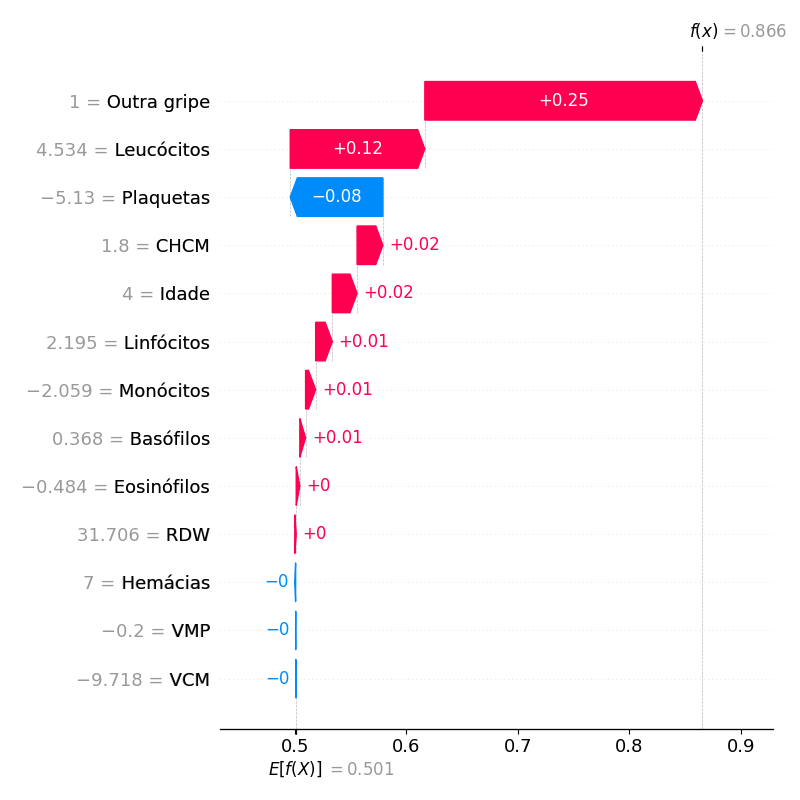 f(x) = 0.866
1 = Outra gripe
+0.25
4.534 = Leucócitos
+0.12
−5.13 = Plaquetas
−0.08
1.8 = CHCM
+0.02
4 = Idade
+0.02
2.195 = Linfócitos
+0.01
−2.059 = Monócitos
+0.01
0.368 = Basófilos
+0.01
−0.484 = Eosinófilos
+0
31.706 = RDW
+0
7 = Hemácias
−0
−0.2 = VMP
−0
−9.718 = VCM
−0
0.5 0.6 0.7 0.8 0.9
E[f(X)] = 0.501